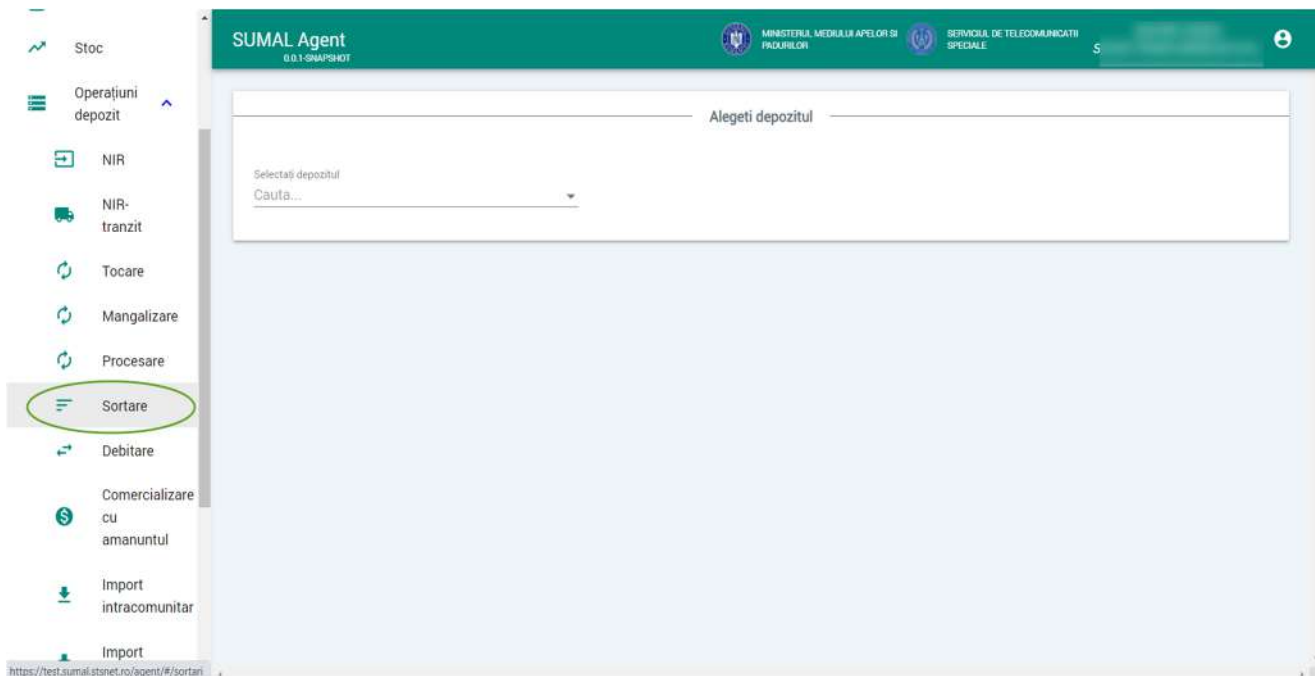 Stoc
Operațiuni
depozit
NIR
NIR-
tranzit
Tocare
Mangalizare
Procesare
Sortare
Debitare
Comercializare
cu
amanuntul
Import
intracomunitar
Import
https://test.sumal.stsnet.ro/agent/#/sortari
SUMAL Agent
0.0.1-SNAPSHOT
MINISTERUL MEDIULUI APELOR SI
PADURILOR
SERVICIUL DE TELECOMUNICATII
SPECIALE
S
Alegeti depozitul
Selectați depozitul
Cauta...